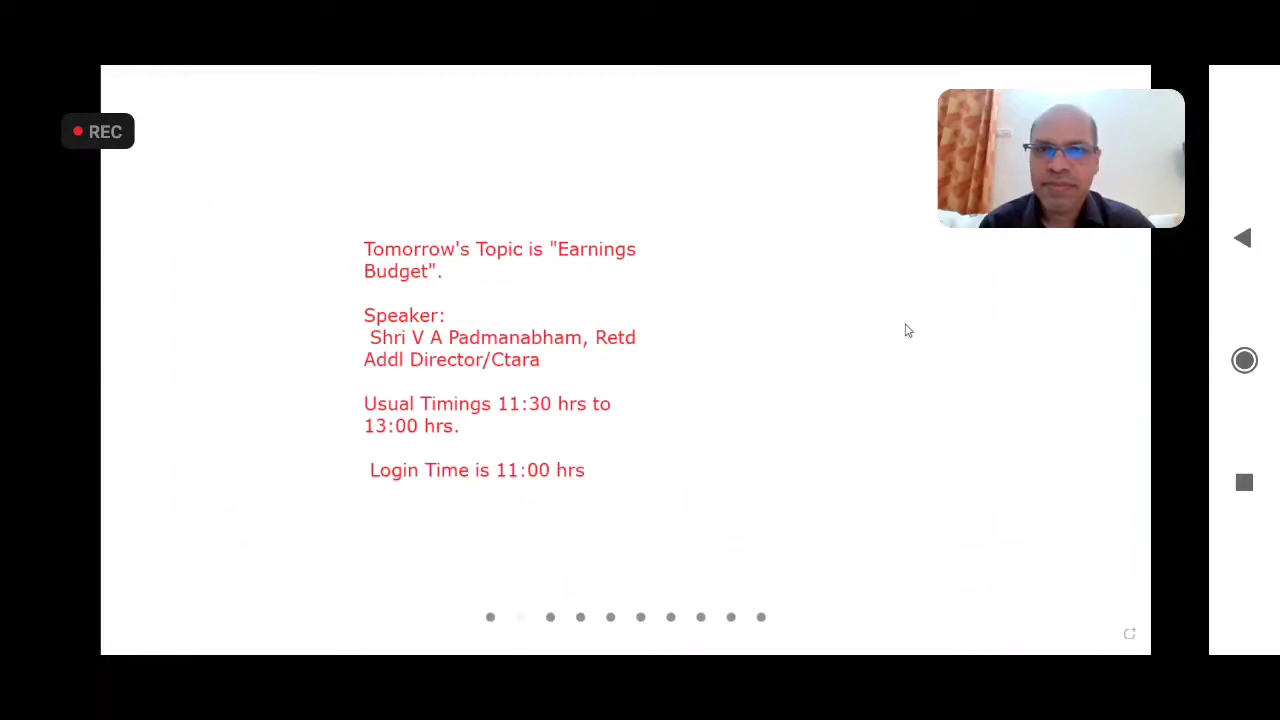 REC
Tomorrow's Topic is "Earnings
Budget".
Speaker:
Shri V A Padmanabham, Retd
Addl Director/Ctara
Usual Timings 11:30 hrs to
13:00 hrs.
Login Time is 11:00 hrs